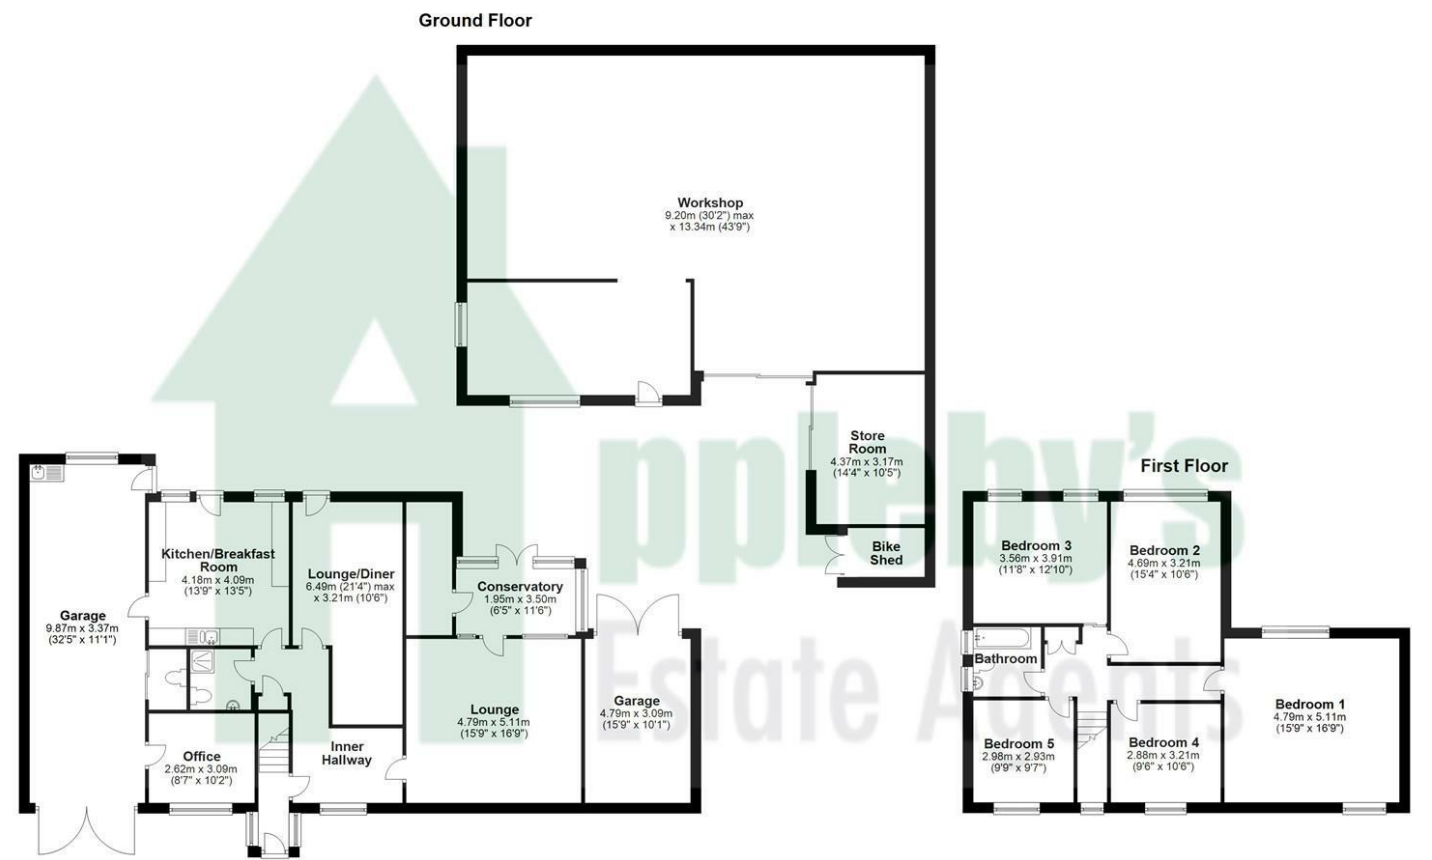 Ground Floor
Workshop
9.20m (30'2") max
x 13.34m (43'9")
Store
Room
4.37m x 3.17m
(14'4" x 10'5")
Bike
Shed
Kitchen/Breakfast
Room
4.18m x 4.09m
(13'9" x 13'5")
Lounge/Diner
6.49m (21'4") max
x 3.21m (10'6")
Conservatory
1.95m x 3.50m
(6'5" x 11'6")
Garage
9.87m x 3.37m
(32'5" x 11'1")
Lounge
4.79m x 5.11m
(15'9" x 16'9")
Garage
4.79m x 3.09m
(15'9" x 10'1")
Office
2.62m x 3.09m
(8'7" x 10'2")
Inner
Hallway
First Floor
Bedroom 3
3.56m x 3.91m
(11'8" x 12'10")
Bedroom 2
4.69m x 3.21m
(15'4" x 10'6")
Bathroom
Bedroom 1
4.79m x 5.11m
(15'9" x 16'9")
Bedroom 5
2.98m x 2.93m
(9'9" x 9'7")
Bedroom 4
2.88m x 3.21m
(9'6" x 10'6")
Appleby's
Estate Agents